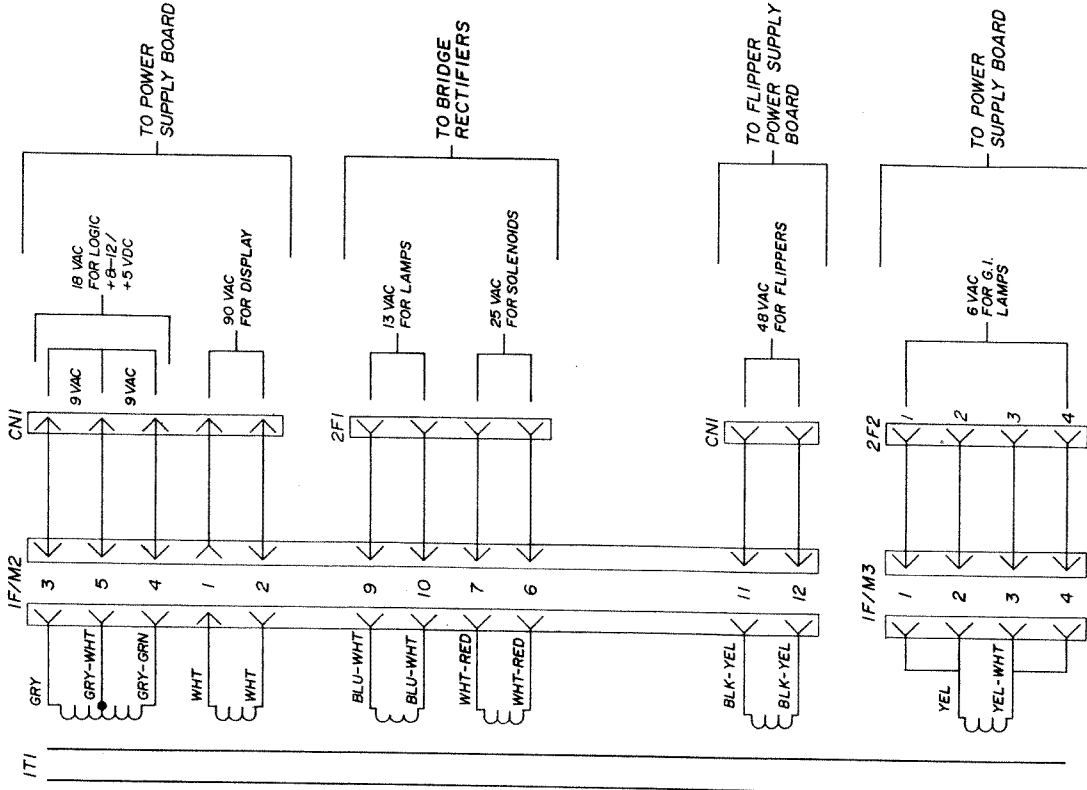 1T1
GRY
GRY-WHT
GRY-GRN
WHT
WHT
1F/M2
3
5
4
1
2
CN1
9 VAC
9 VAC
18 VAC
FOR LOGIC
+8-12/
+5 VDC
90 VAC
FOR DISPLAY
TO POWER
SUPPLY BOARD
BLU-WHT
BLU-WHT
WHT-RED
WHT-RED
9
10
7
6
2F1
13 VAC
FOR LAMPS
25 VAC
FOR SOLENOIDS
TO BRIDGE
RECTIFIERS
BLK-YEL
BLK-YEL
11
12
CN1
48 VAC
FOR FLIPPERS
TO FLIPPER
POWER SUPPLY
BOARD
YEL
YEL-WHT
1F/M3
1
2
3
4
2F2
1
2
3
4
6 VAC
FOR G.I.
LAMPS
TO POWER
SUPPLY BOARD